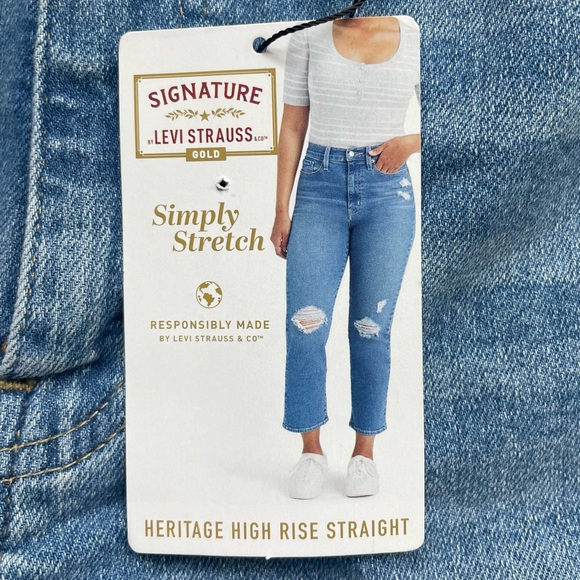 SIGNATURE
BY LEVI STRAUSS & CO™
GOLD
Simply
Stretch
RESPONSIBLY MADE
BY LEVI STRAUSS & CO™
HERITAGE HIGH RISE STRAIGHT